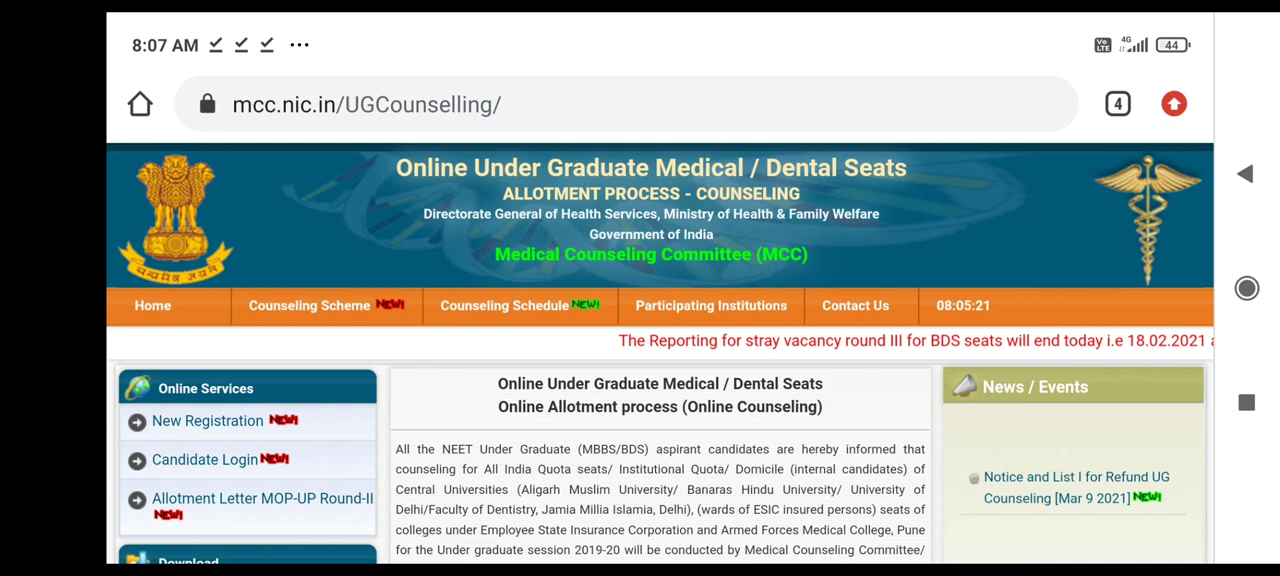 8:07 AM
Vo LTE 4G 44
mcc.nic.in/UGCounselling/
4
Online Under Graduate Medical / Dental Seats
ALLOTMENT PROCESS - COUNSELING
Directorate General of Health Services, Ministry of Health & Family Welfare
Government of India
Medical Counseling Committee (MCC)
सत्यमेव जयते
Home Counseling Scheme NEW! Counseling Schedule NEW! Participating Institutions Contact Us 08:05:21
The Reporting for stray vacancy round III for BDS seats will end today i.e 18.02.2021
Online Services
New Registration NEW!
Candidate Login NEW!
Allotment Letter MOP-UP Round-II
NEW!
Download
Online Under Graduate Medical / Dental Seats
Online Allotment process (Online Counseling)
All the NEET Under Graduate (MBBS/BDS) aspirant candidates are hereby informed that
counseling for All India Quota seats/ Institutional Quota/ Domicile (internal candidates) of
Central Universities (Aligarh Muslim University/ Banaras Hindu University/ University of
Delhi/Faculty of Dentistry, Jamia Millia Islamia, Delhi), (wards of ESIC insured persons) seats of
colleges under Employee State Insurance Corporation and Armed Forces Medical College, Pune
for the Under graduate session 2019-20 will be conducted by Medical Counseling Committee/
News / Events
Notice and List I for Refund UG
Counseling [Mar 9 2021] NEW!